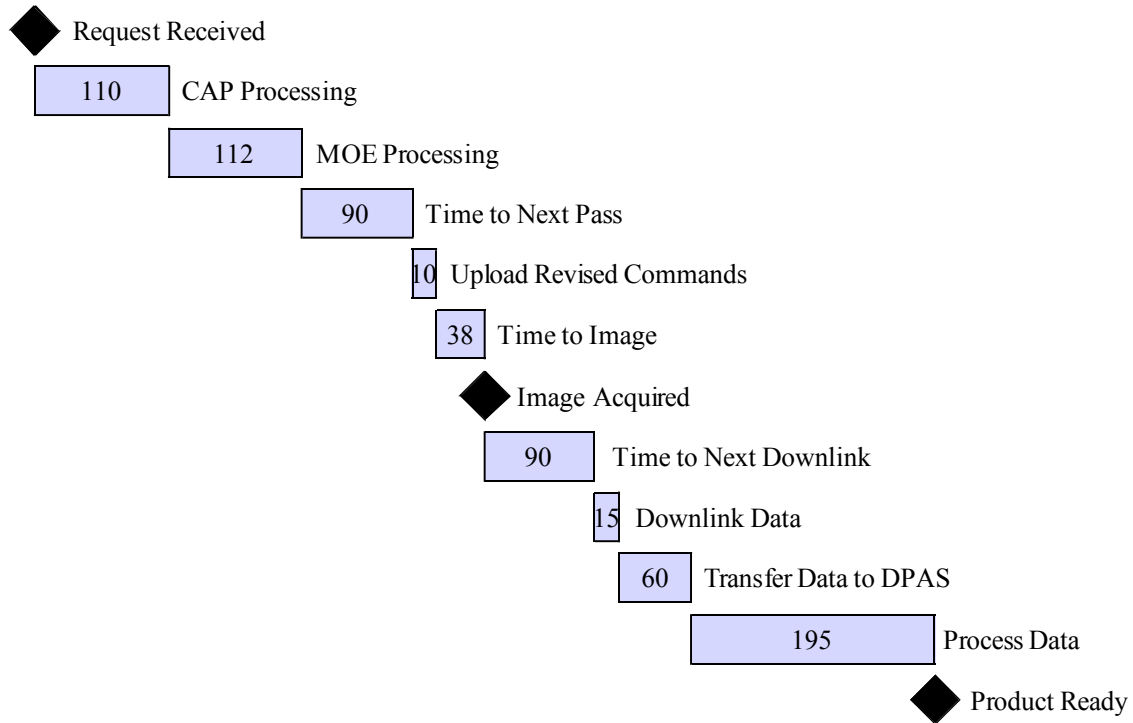 Request Received
110 CAP Processing
112 MOE Processing
90 Time to Next Pass
10 Upload Revised Commands
38 Time to Image
Image Acquired
90 Time to Next Downlink
15 Downlink Data
60 Transfer Data to DPAS
195 Process Data
Product Ready